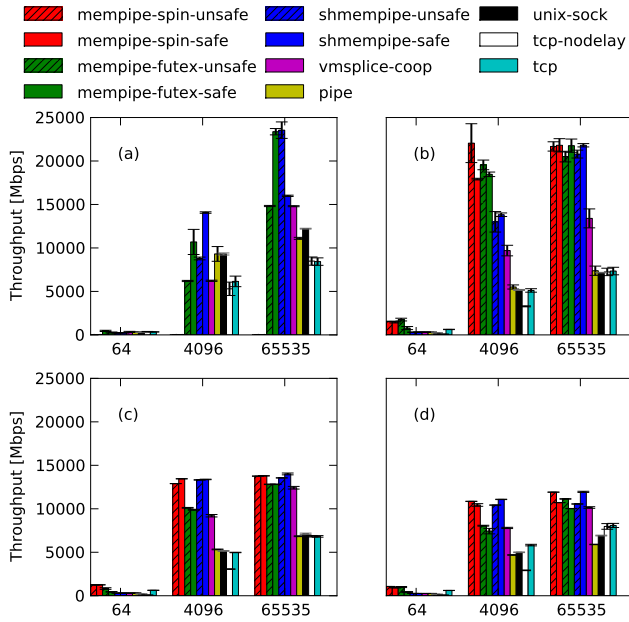 mempipe-spin-unsafe shmempipe-unsafe unix-sock
mempipe-spin-safe shmempipe-safe tcp-nodelay
mempipe-futex-unsafe vmsplice-coop tcp
mempipe-futex-safe pipe
25000
20000
15000
10000
5000
0
Throughput [Mbps]
(a)
64 4096 65535
(b)
64 4096 65535
25000
20000
15000
10000
5000
0
Throughput [Mbps]
(c)
64 4096 65535
(d)
64 4096 65535